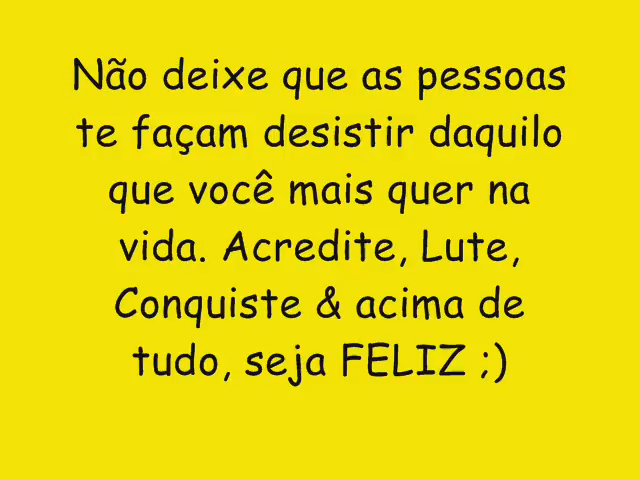 Não deixe que as pessoas
te façam desistir daquilo
que você mais quer na
vida. Acredite, Lute,
Conquiste & acima de
tudo, seja FELIZ ;)